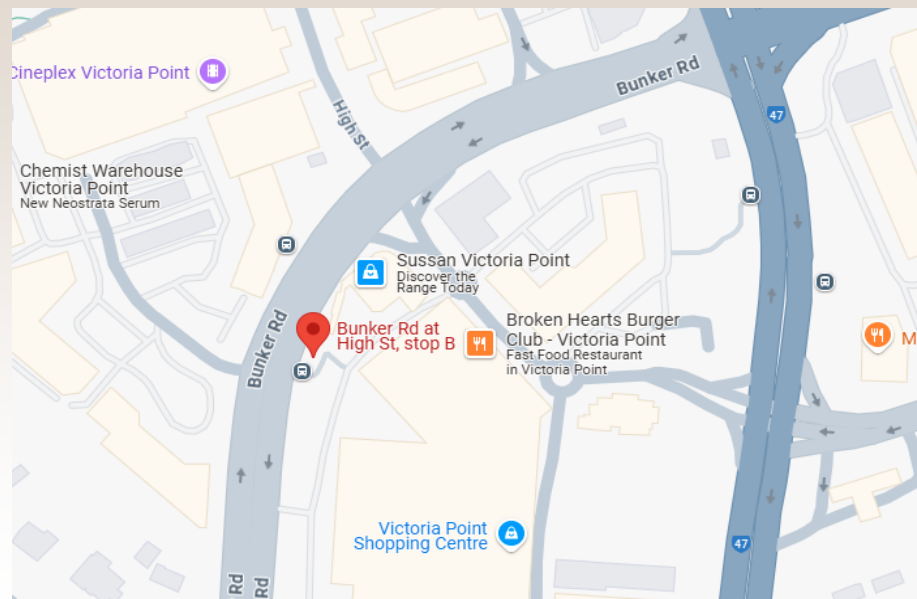 Cineplex Victoria Point
Bunker Rd
47
High St
Chemist Warehouse
Victoria Point
New Neostrata Serum
Sussan Victoria Point
Discover the
Range Today
Bunker Rd at
High St, stop B
Broken Hearts Burger
Club - Victoria Point
Fast Food Restaurant
in Victoria Point
M
Bunker Rd
Victoria Point
Shopping Centre
47
Rd
Rd